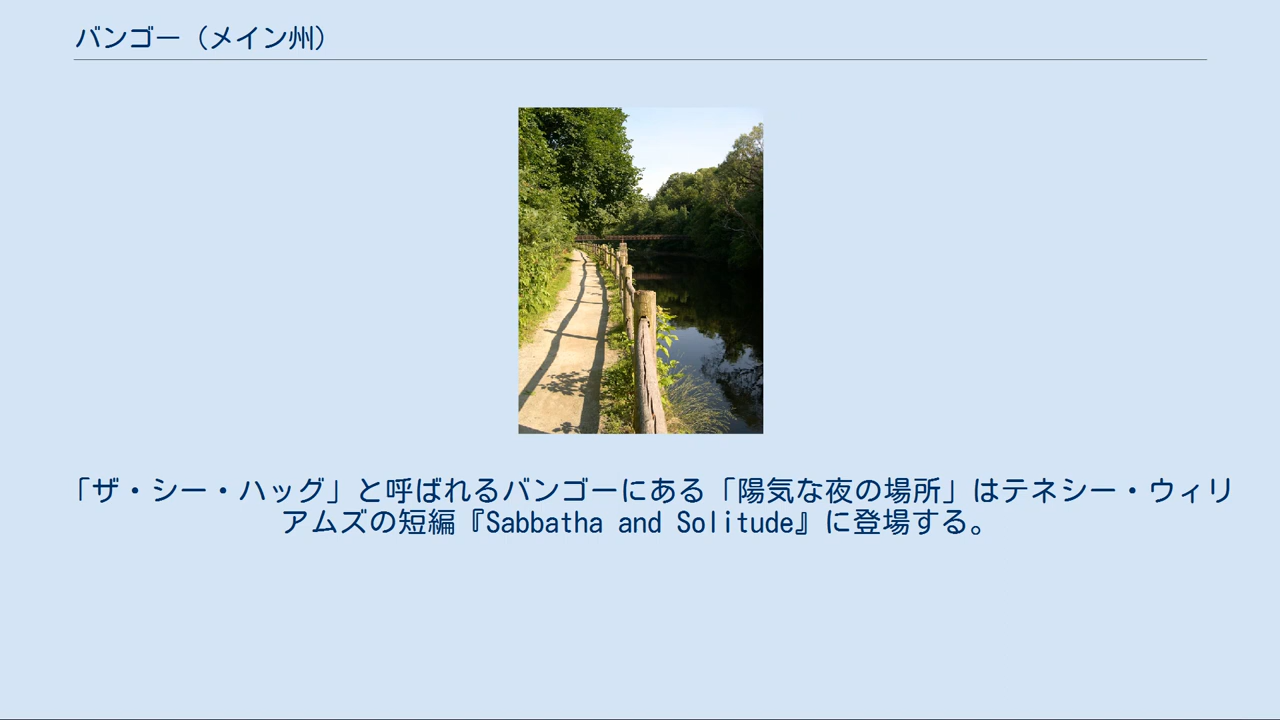 バンゴー（メイン州）
「ザ・シー・ハッグ」と呼ばれるバンゴーにある「陽気な夜の場所」はテネシー・ウィリ
アムズの短編『Sabbatha and Solitude』に登場する。